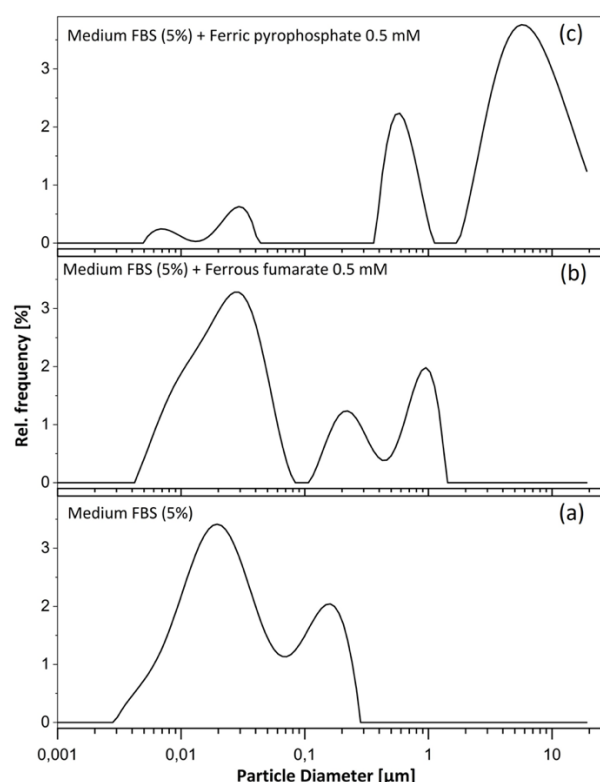 Medium FBS (5%) + Ferric pyrophosphate 0.5 mM
(c)
3
2
1
0
Medium FBS (5%) + Ferrous fumarate 0.5 mM
(b)
3
2
1
0
Rel. frequency [%]
Medium FBS (5%)
(a)
3
2
1
0
0,001 0,01 0,1 1 10
Particle Diameter [µm]